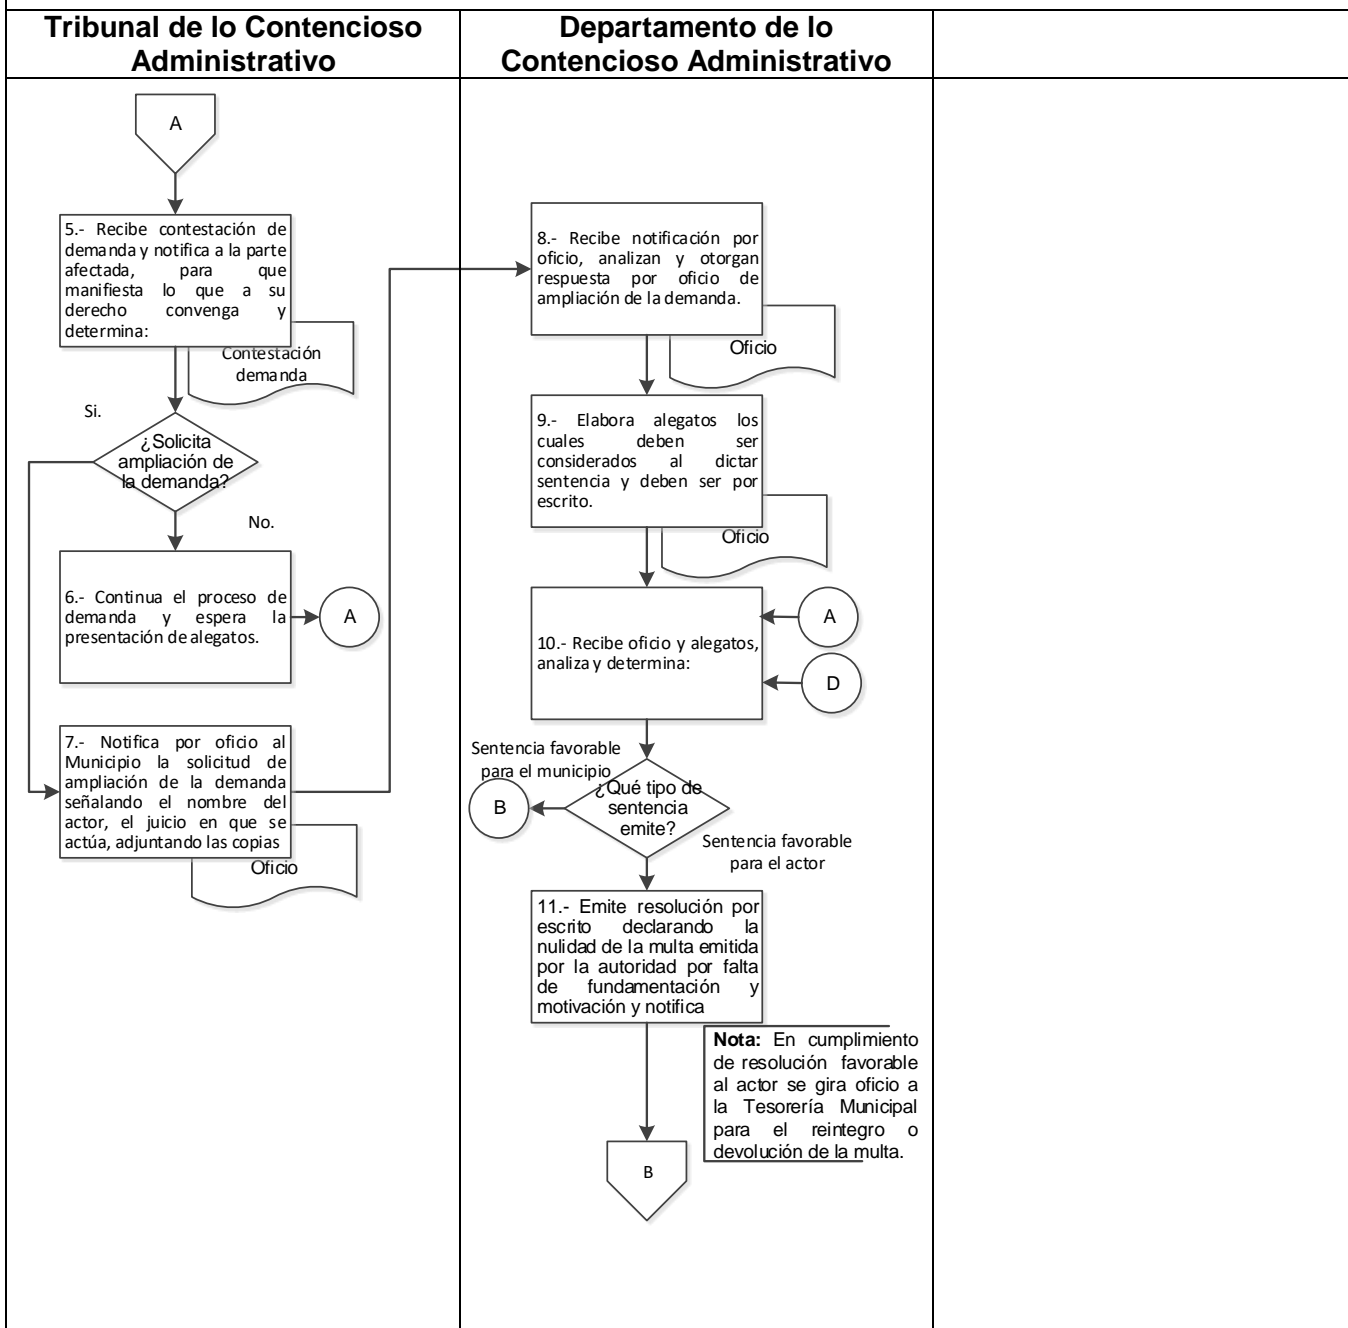 Tribunal de lo Contencioso
Administrativo
Departamento de lo
Contencioso Administrativo
A
5.- Recibe contestación de
demanda y notifica a la parte
afectada, para que
manifiesta lo que a su
derecho convenga y
determina:
Contestación
demanda
Si.
¿Solicita
ampliación de
la demanda?
No.
6.- Continua el proceso de
demanda y espera la
presentación de alegatos.
A
7.- Notifica por oficio al
Municipio la solicitud de
ampliación de la demanda
señalando el nombre del
actor, el juicio en que se
actúa, adjuntando las copias
Oficio
8.- Recibe notificación por
oficio, analizan y otorgan
respuesta por oficio de
ampliación de la demanda.
Oficio
9.- Elabora alegatos los
cuales deben ser
considerados al dictar
sentencia y deben ser por
escrito.
Oficio
10.- Recibe oficio y alegatos,
analiza y determina:
A
D
Sentencia favorable
para el municipio
B
¿Qué tipo de
sentencia
emite?
Sentencia favorable
para el actor
11.- Emite resolución por
escrito declarando la
nulidad de la multa emitida
por la autoridad por falta
de fundamentación y
motivación y notifica
Nota: En cumplimiento
de resolución favorable
al actor se gira oficio a
la Tesorería Municipal
para el reintegro o
devolución de la multa.
B